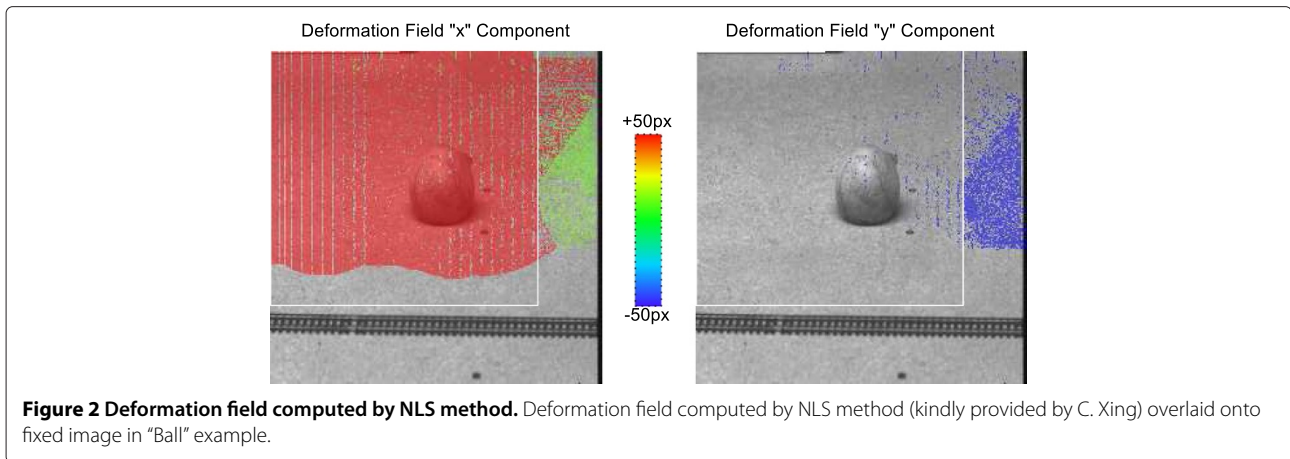 Deformation Field "x" Component
Deformation Field "y" Component
+50px
-50px
Figure 2 Deformation field computed by NLS method. Deformation field computed by NLS method (kindly provided by C. Xing) overlaid onto
fixed image in “Ball” example.